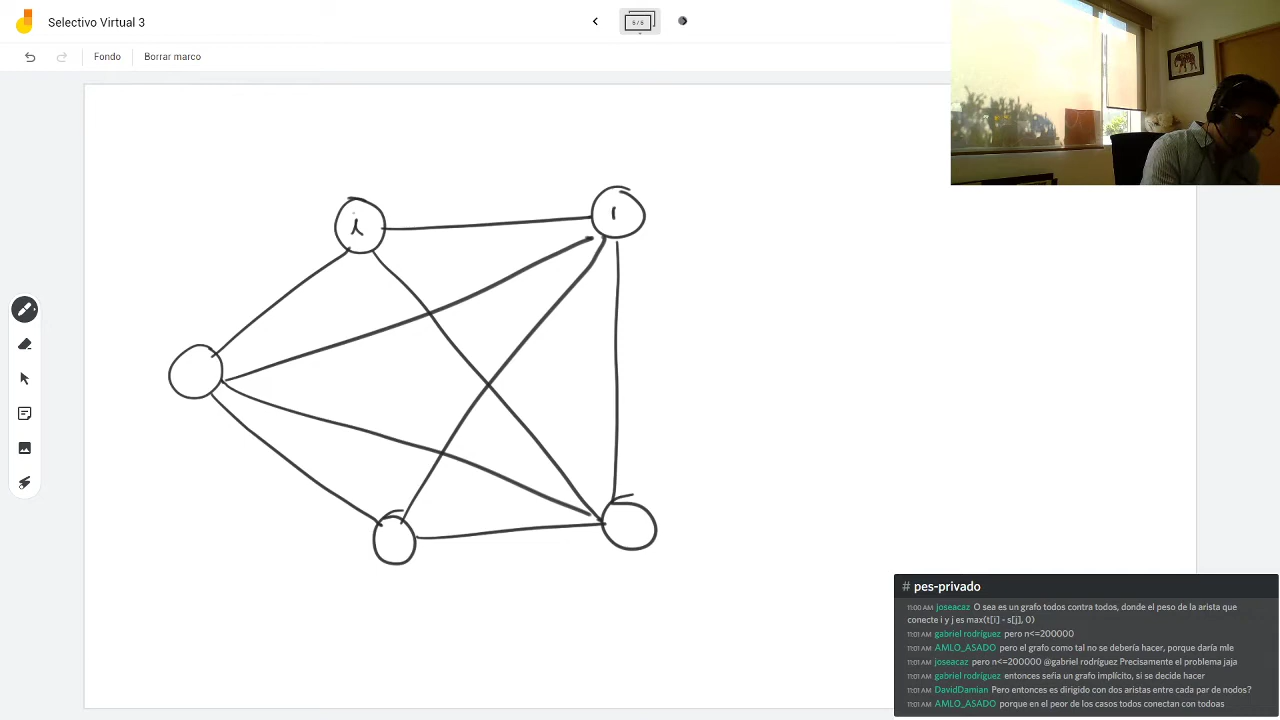 Selectivo Virtual 3
5 / 5
Fondo
Borrar marco
i
# pes-privado
11:00 AM joseacaz O sea es un grafo todos contra todos, donde el peso de la arista que
conecte i y j es max(t[i] - s[j], 0)
11:01 AM gabriel rodríguez pero n<=200000
11:01 AM AMLO_ASADO pero el grafo como tal no se debería hacer, porque daría mle
11:01 AM joseacaz pero n<=200000 @gabriel rodríguez Precisamente el problema jaja
11:01 AM gabriel rodríguez entonces sería un grafo implícito, si se decide hacer
11:01 AM DavidDamian Pero entonces es dirigido con dos aristas entre cada par de nodos?
11:01 AM AMLO_ASADO porque en el peor de los casos todos conectan con todoas